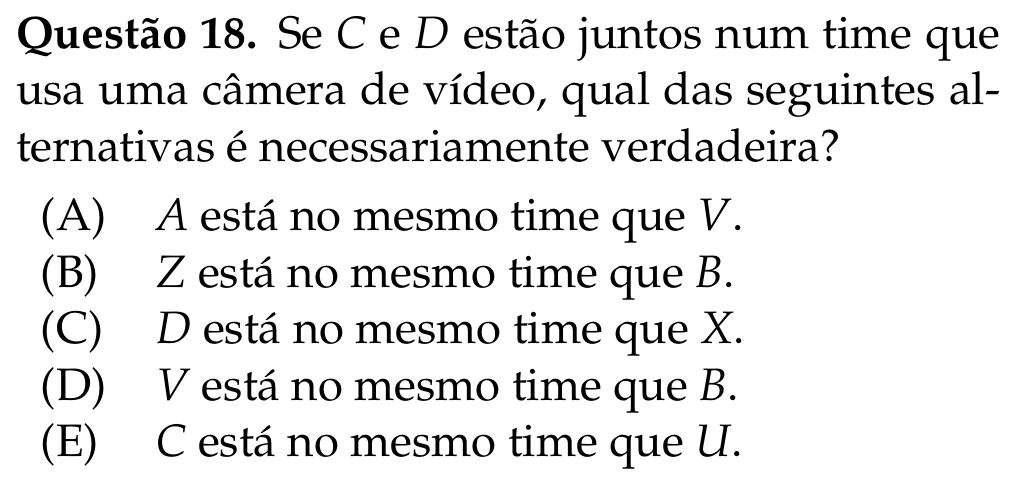 Questão 18. Se C e D estão juntos num time que
usa uma câmera de vídeo, qual das seguintes al-
ternativas é necessariamente verdadeira?
(A) A está no mesmo time que V.
(B) Z está no mesmo time que B.
(C) D está no mesmo time que X.
(D) V está no mesmo time que B.
(E) C está no mesmo time que U.